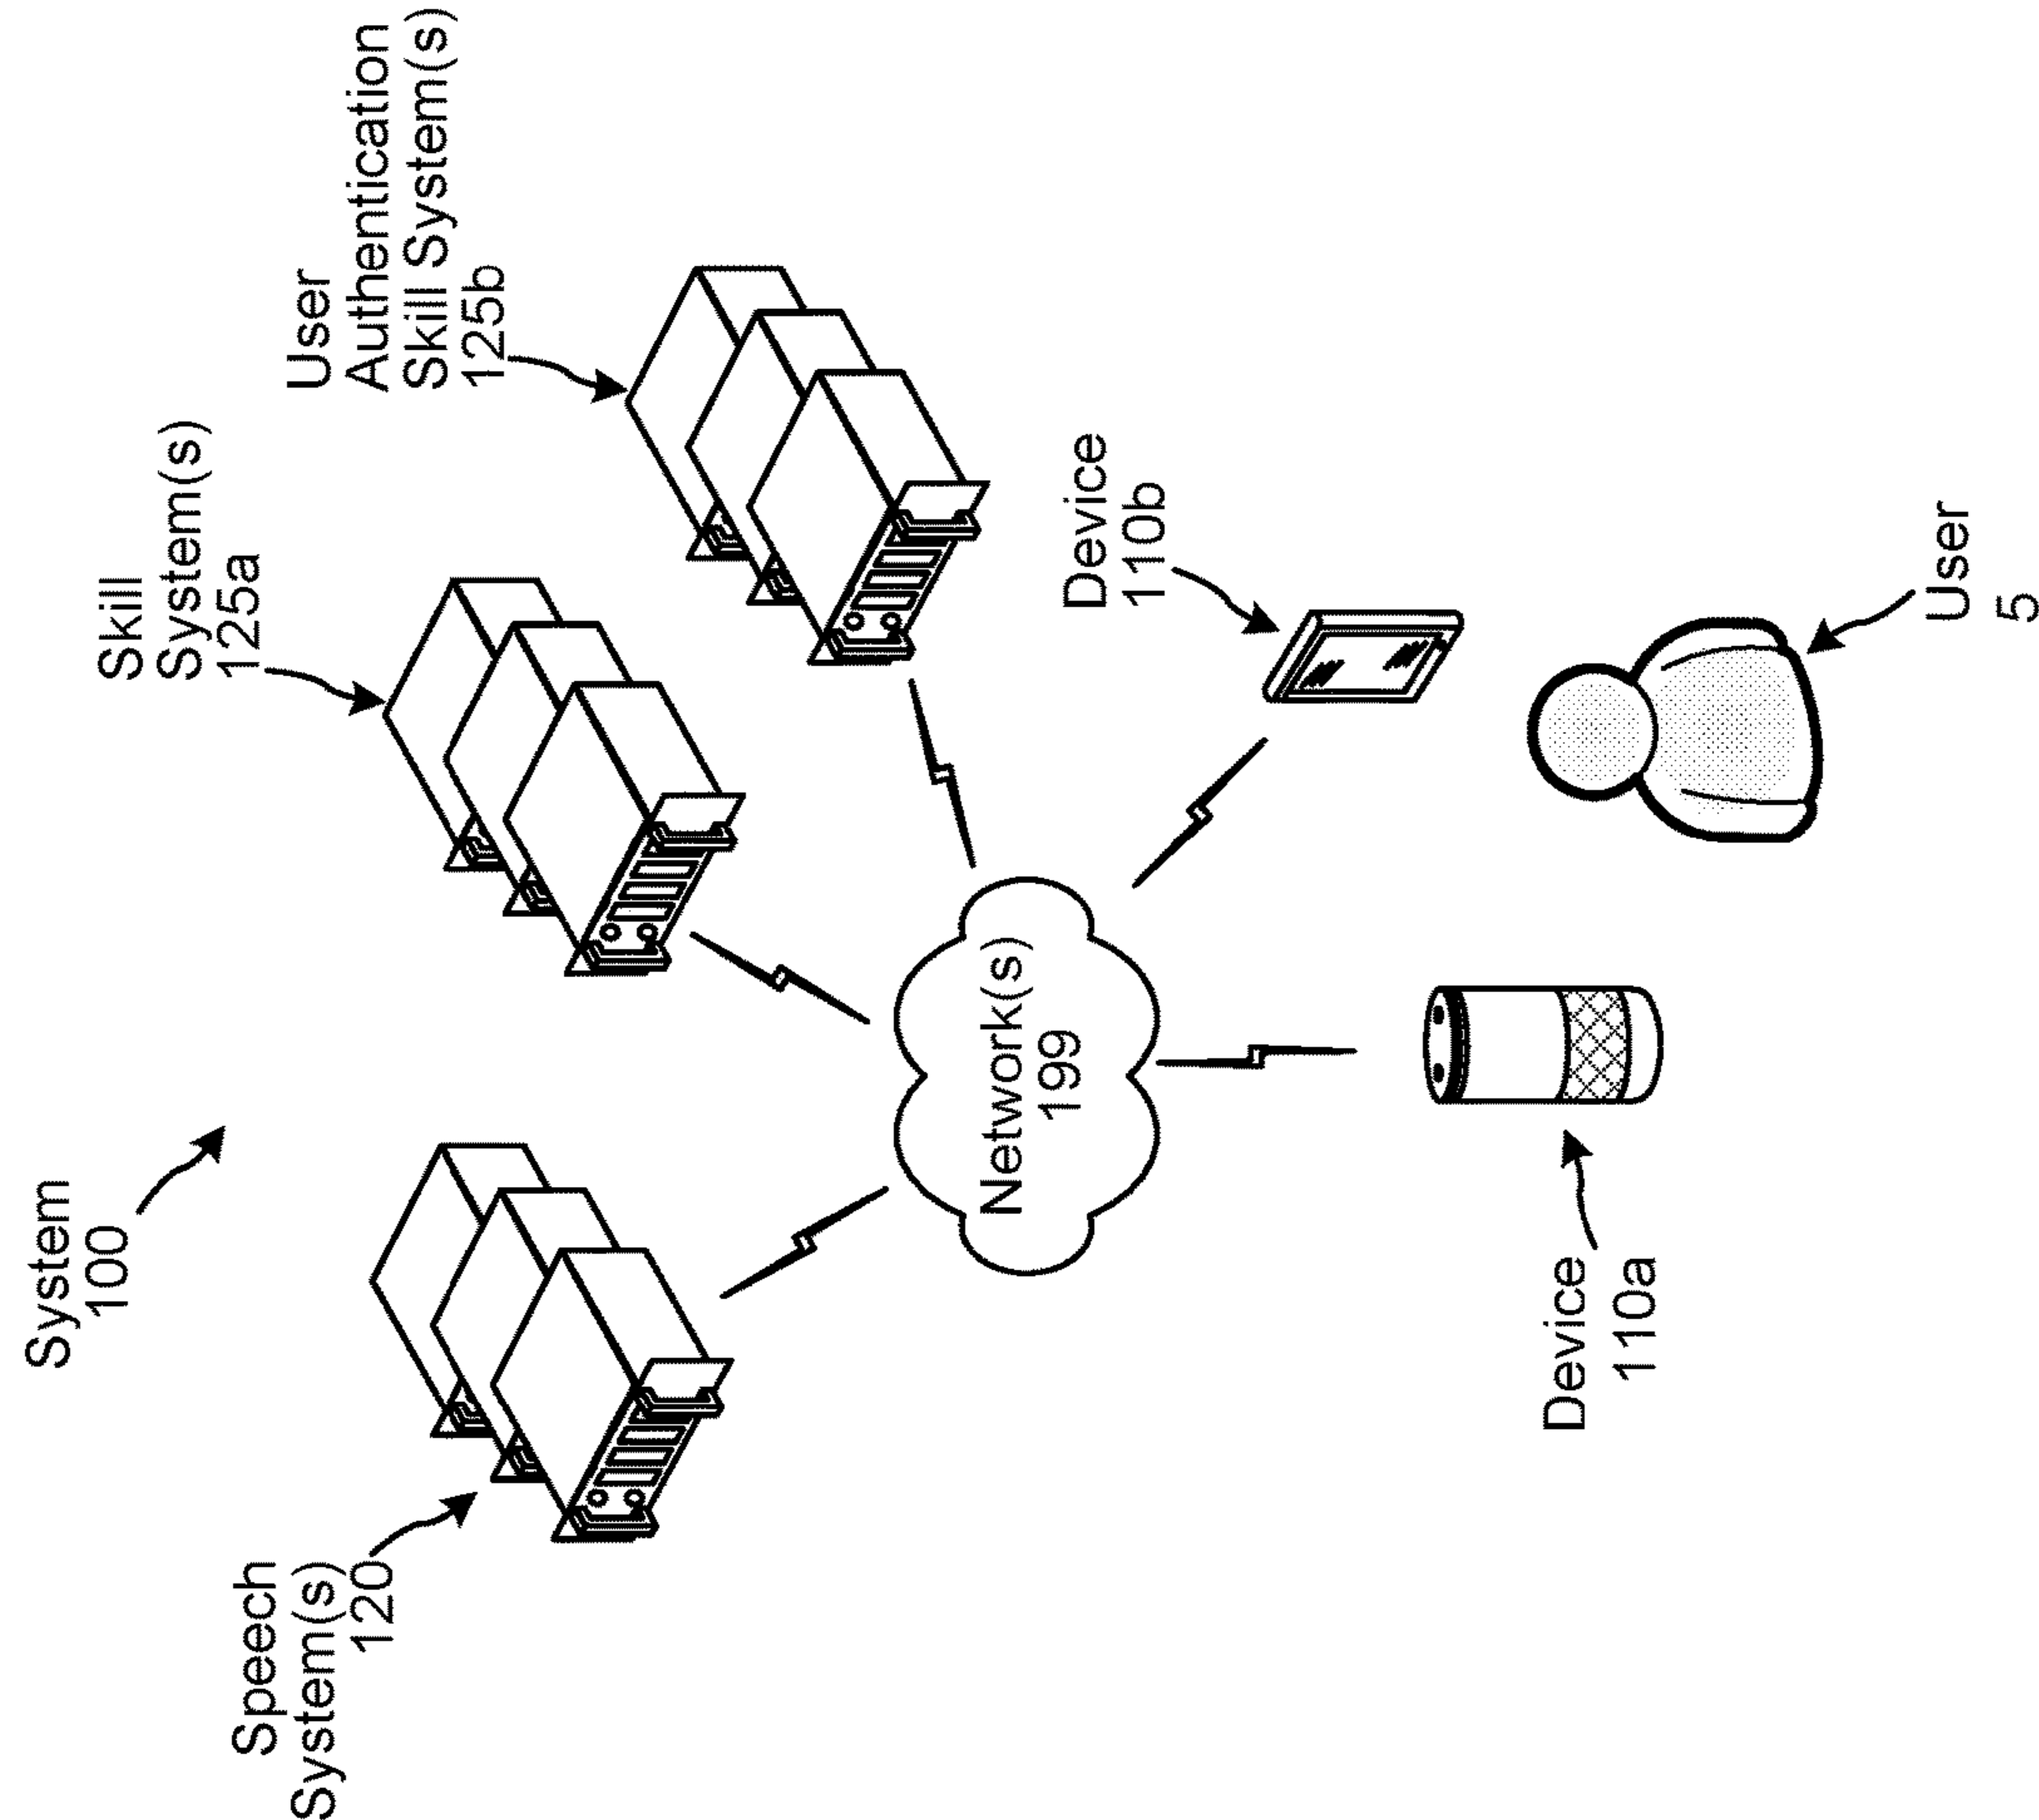 System
100
Speech
System(s)
120
Skill
System(s)
125a
User
Authentication
Skill System(s)
125b
Network(s)
199
Device
110a
Device
110b
User
5